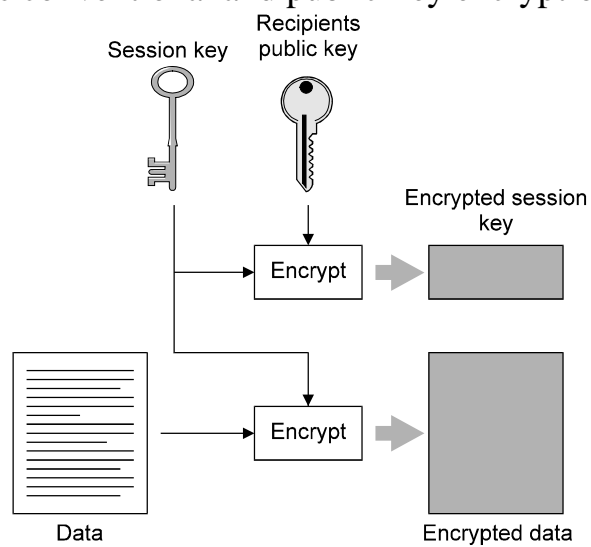 Session key
Recipients
public key
Encrypted session
key
Encrypt
Encrypt
Data
Encrypted data